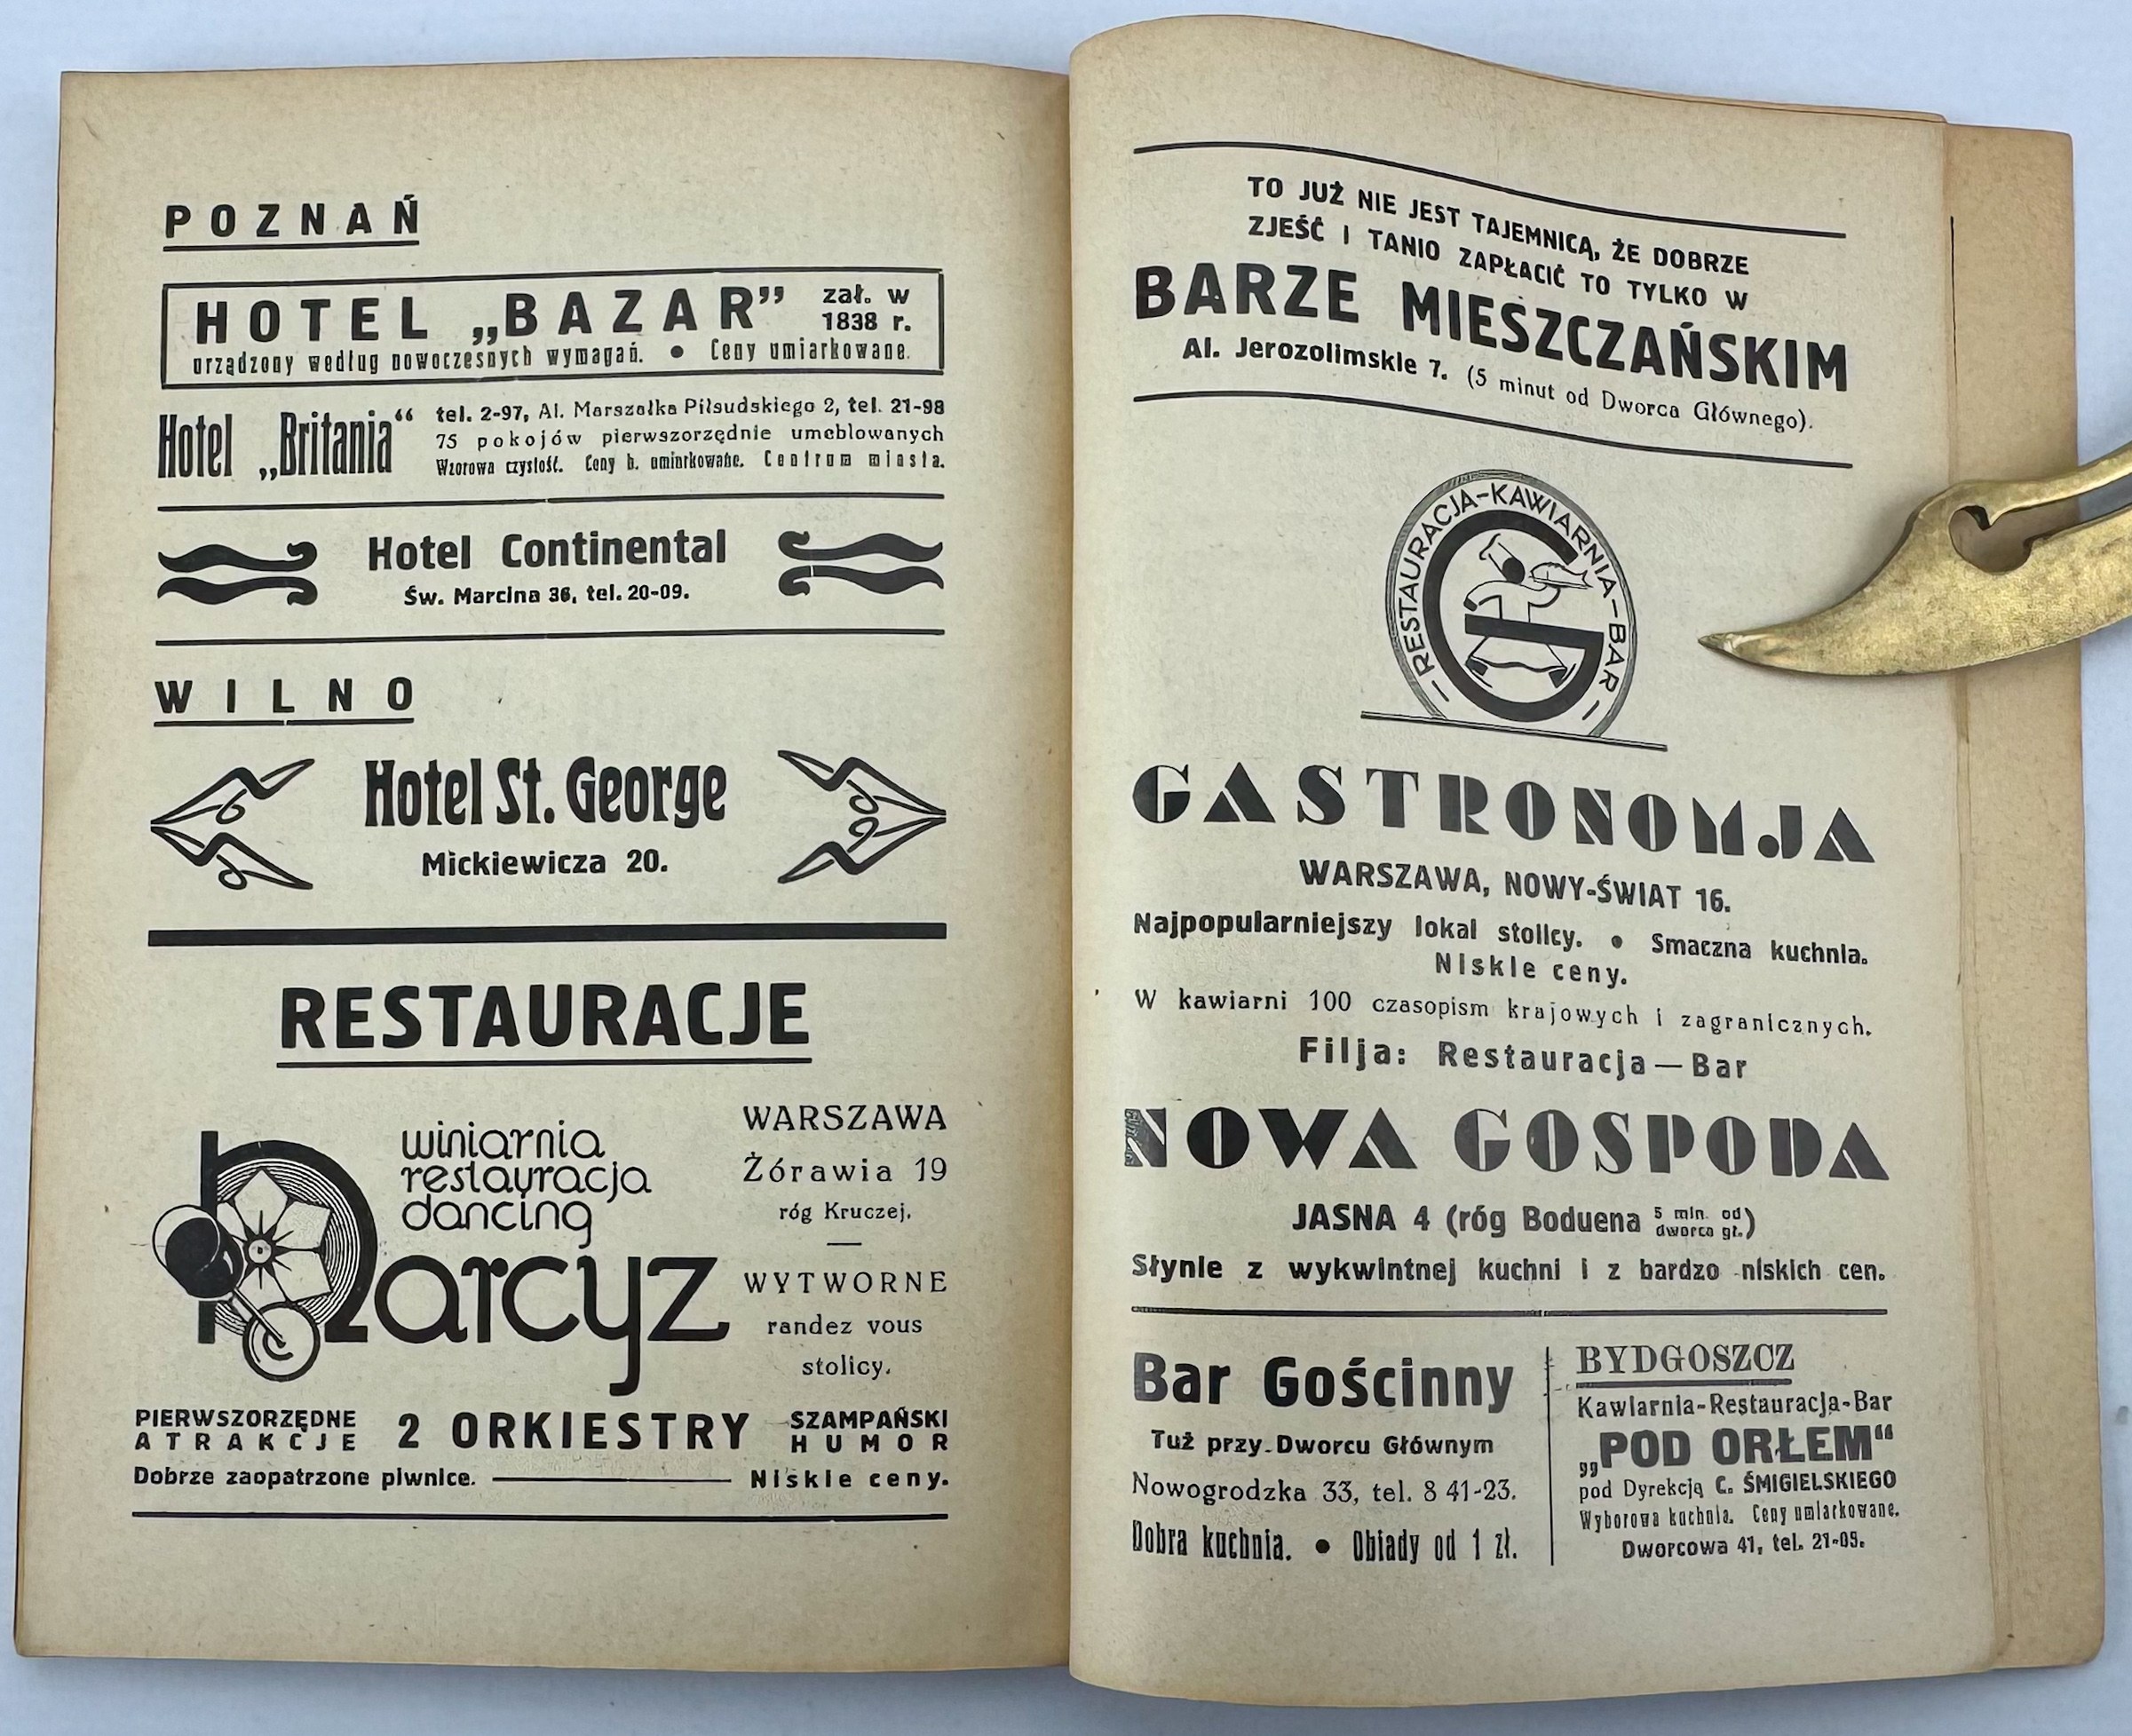 POZNAŃ
HOTEL „BAZAR” zał. w 1838 r.
urządzony według nowoczesnych wymagań. • Ceny umiarkowane.
Hotel „Britania“
tel. 2-97, Al. Marszałka Piłsudskiego 2, tel. 21-98
75 pokojów pierwszorzędnie umeblowanych
Wzorowa czystość. Ceny b. umiarkowane. Centrum miasta.
Hotel Continental
Św. Marcina 36, tel. 20-09.
WILNO
Hotel St. George
Mickiewicza 20.
RESTAURACJE
winiarnia
restauracja
dancing
Narcyz
WARSZAWA
Żórawia 19
róg Kruczej.
WYTWORNE
randez vous
stolicy.
PIERWSZORZĘDNE
ATRAKCJE
2 ORKIESTRY
SZAMPAŃSKI
HUMOR
Dobrze zaopatrzone piwnice. — Niskie ceny.
TO JUŻ NIE JEST TAJEMNICĄ, ŻE DOBRZE
ZJEŚĆ I TANIO ZAPŁACIĆ TO TYLKO W
BARZE MIESZCZAŃSKIM
Al. Jerozolimskie 7. (5 minut od Dworca Głównego).
— RESTAURACJA-KAWIARNIA-BAR —
G
GASTRONOMJA
WARSZAWA, NOWY-ŚWIAT 16.
Najpopularniejszy lokal stolicy. • Smaczna kuchnia.
Niskie ceny.
W kawiarni 100 czasopism krajowych i zagranicznych.
Filja: Restauracja — Bar
NOWA GOSPODA
JASNA 4 (róg Boduena 5 min. od dworca gł.)
Słynie z wykwintnej kuchni i z bardzo niskich cen.
Bar Gościnny
Tuż przy Dworcu Głównym
Nowogrodzka 33, tel. 8 41-23.
Dobra kuchnia. • Obiady od 1 zł.
BYDGOSZCZ
Kawiarnia-Restauracja-Bar
„POD ORŁEM“
pod Dyrekcją C. ŚMIGIELSKIEGO
Wyborowa kuchnia. Ceny umiarkowane.
Dworcowa 41, tel. 21-05.